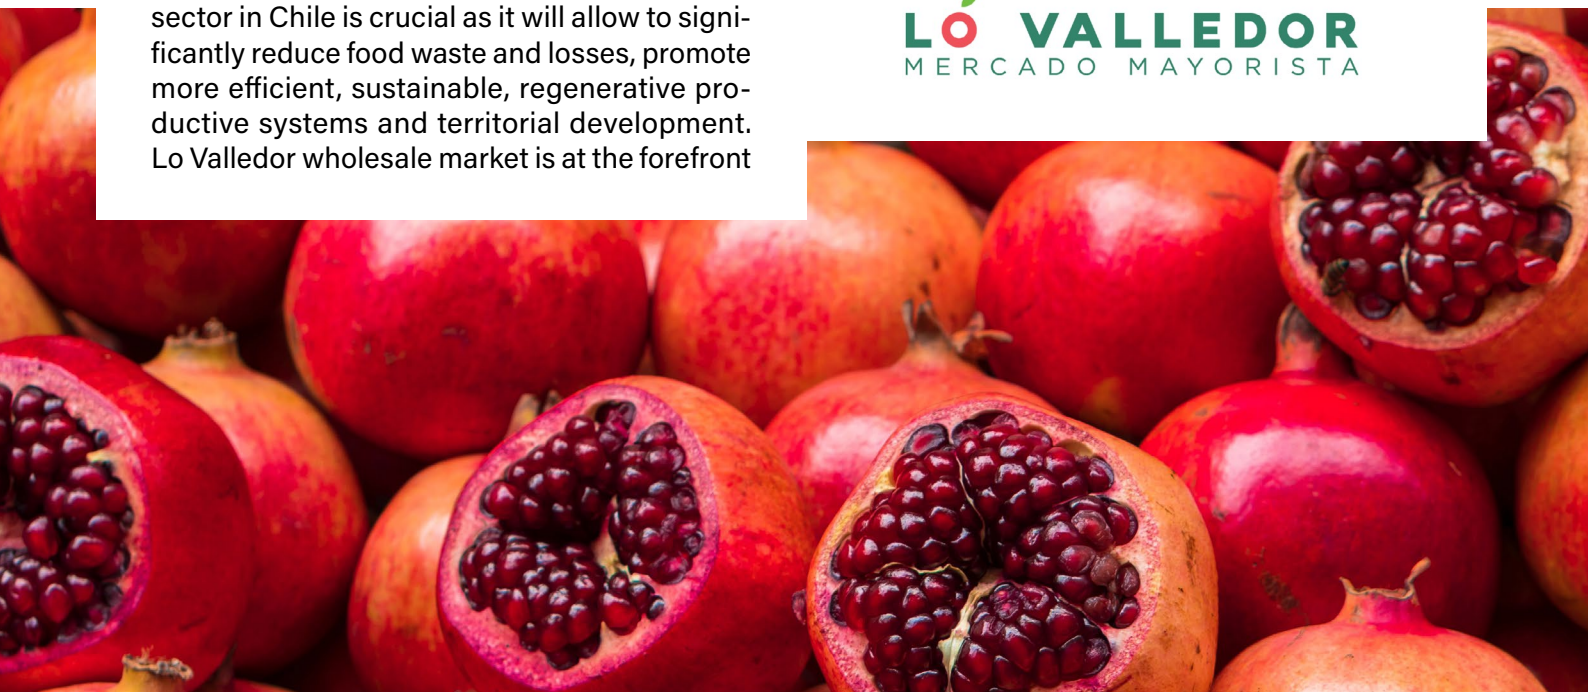 sector in Chile is crucial as it will allow to signi-
ficantly reduce food waste and losses, promote
more efficient, sustainable, regenerative pro-
ductive systems and territorial development.
Lo Valledor wholesale market is at the forefront
LO VALLEDOR
MERCADO MAYORISTA